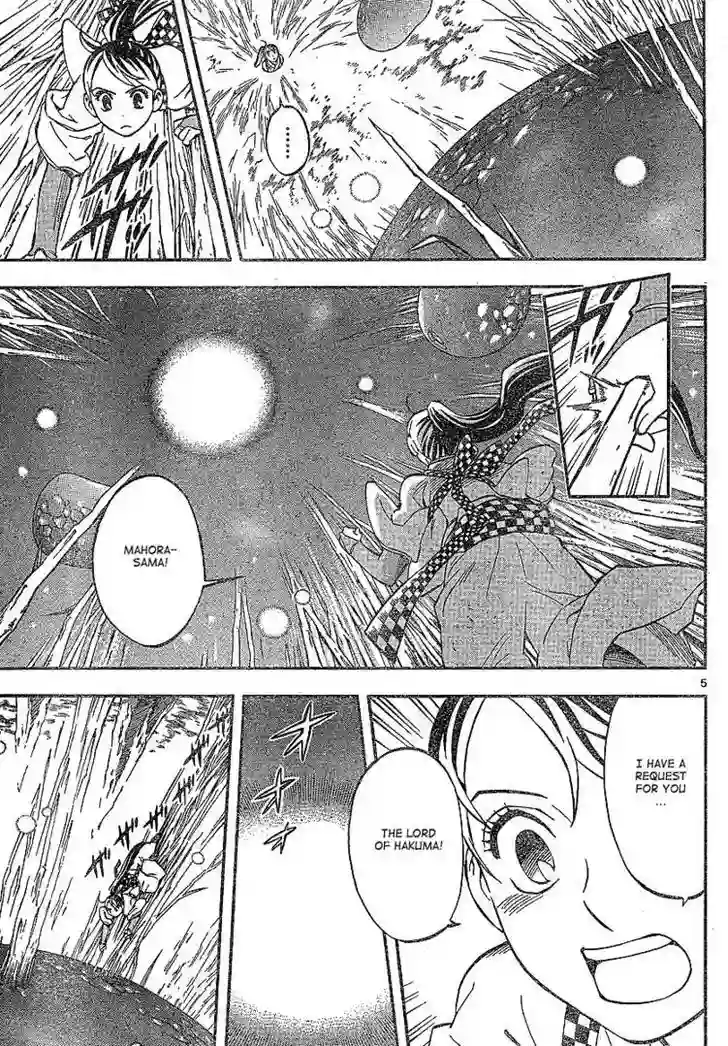 ......
MAHORA-
SAMA!
5
I HAVE A
REQUEST
FOR YOU
...
THE LORD
OF HAKUMA!